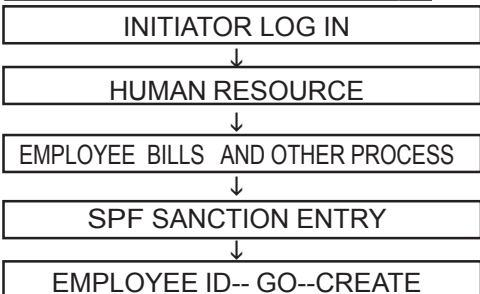 INITIATOR LOG IN
↓
HUMAN RESOURCE
↓
EMPLOYEE BILLS AND OTHER PROCESS
↓
SPF SANCTION ENTRY
↓
EMPLOYEE ID-- GO--CREATE